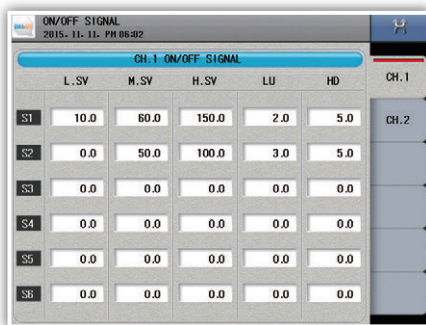 ON/OFF SIGNAL
2015. 11. 11. PM 06:02
CH.1 ON/OFF SIGNAL
L.SV M.SV H.SV LU HD
S1 10.0 60.0 150.0 2.0 5.0
S2 0.0 50.0 100.0 3.0 5.0
S3 0.0 0.0 0.0 0.0 0.0
S4 0.0 0.0 0.0 0.0 0.0
S5 0.0 0.0 0.0 0.0 0.0
S6 0.0 0.0 0.0 0.0 0.0
CH.1
CH.2